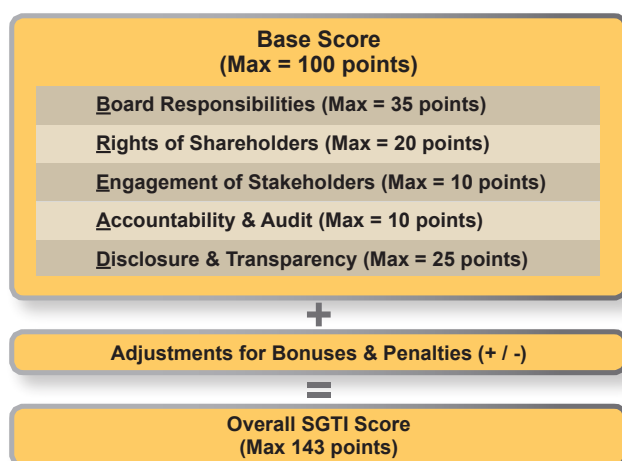 Base Score
(Max = 100 points)
Board Responsibilities (Max = 35 points)
Rights of Shareholders (Max = 20 points)
Engagement of Stakeholders (Max = 10 points)
Accountability & Audit (Max = 10 points)
Disclosure & Transparency (Max = 25 points)
+
Adjustments for Bonuses & Penalties (+ / -)
=
Overall SGTI Score
(Max 143 points)